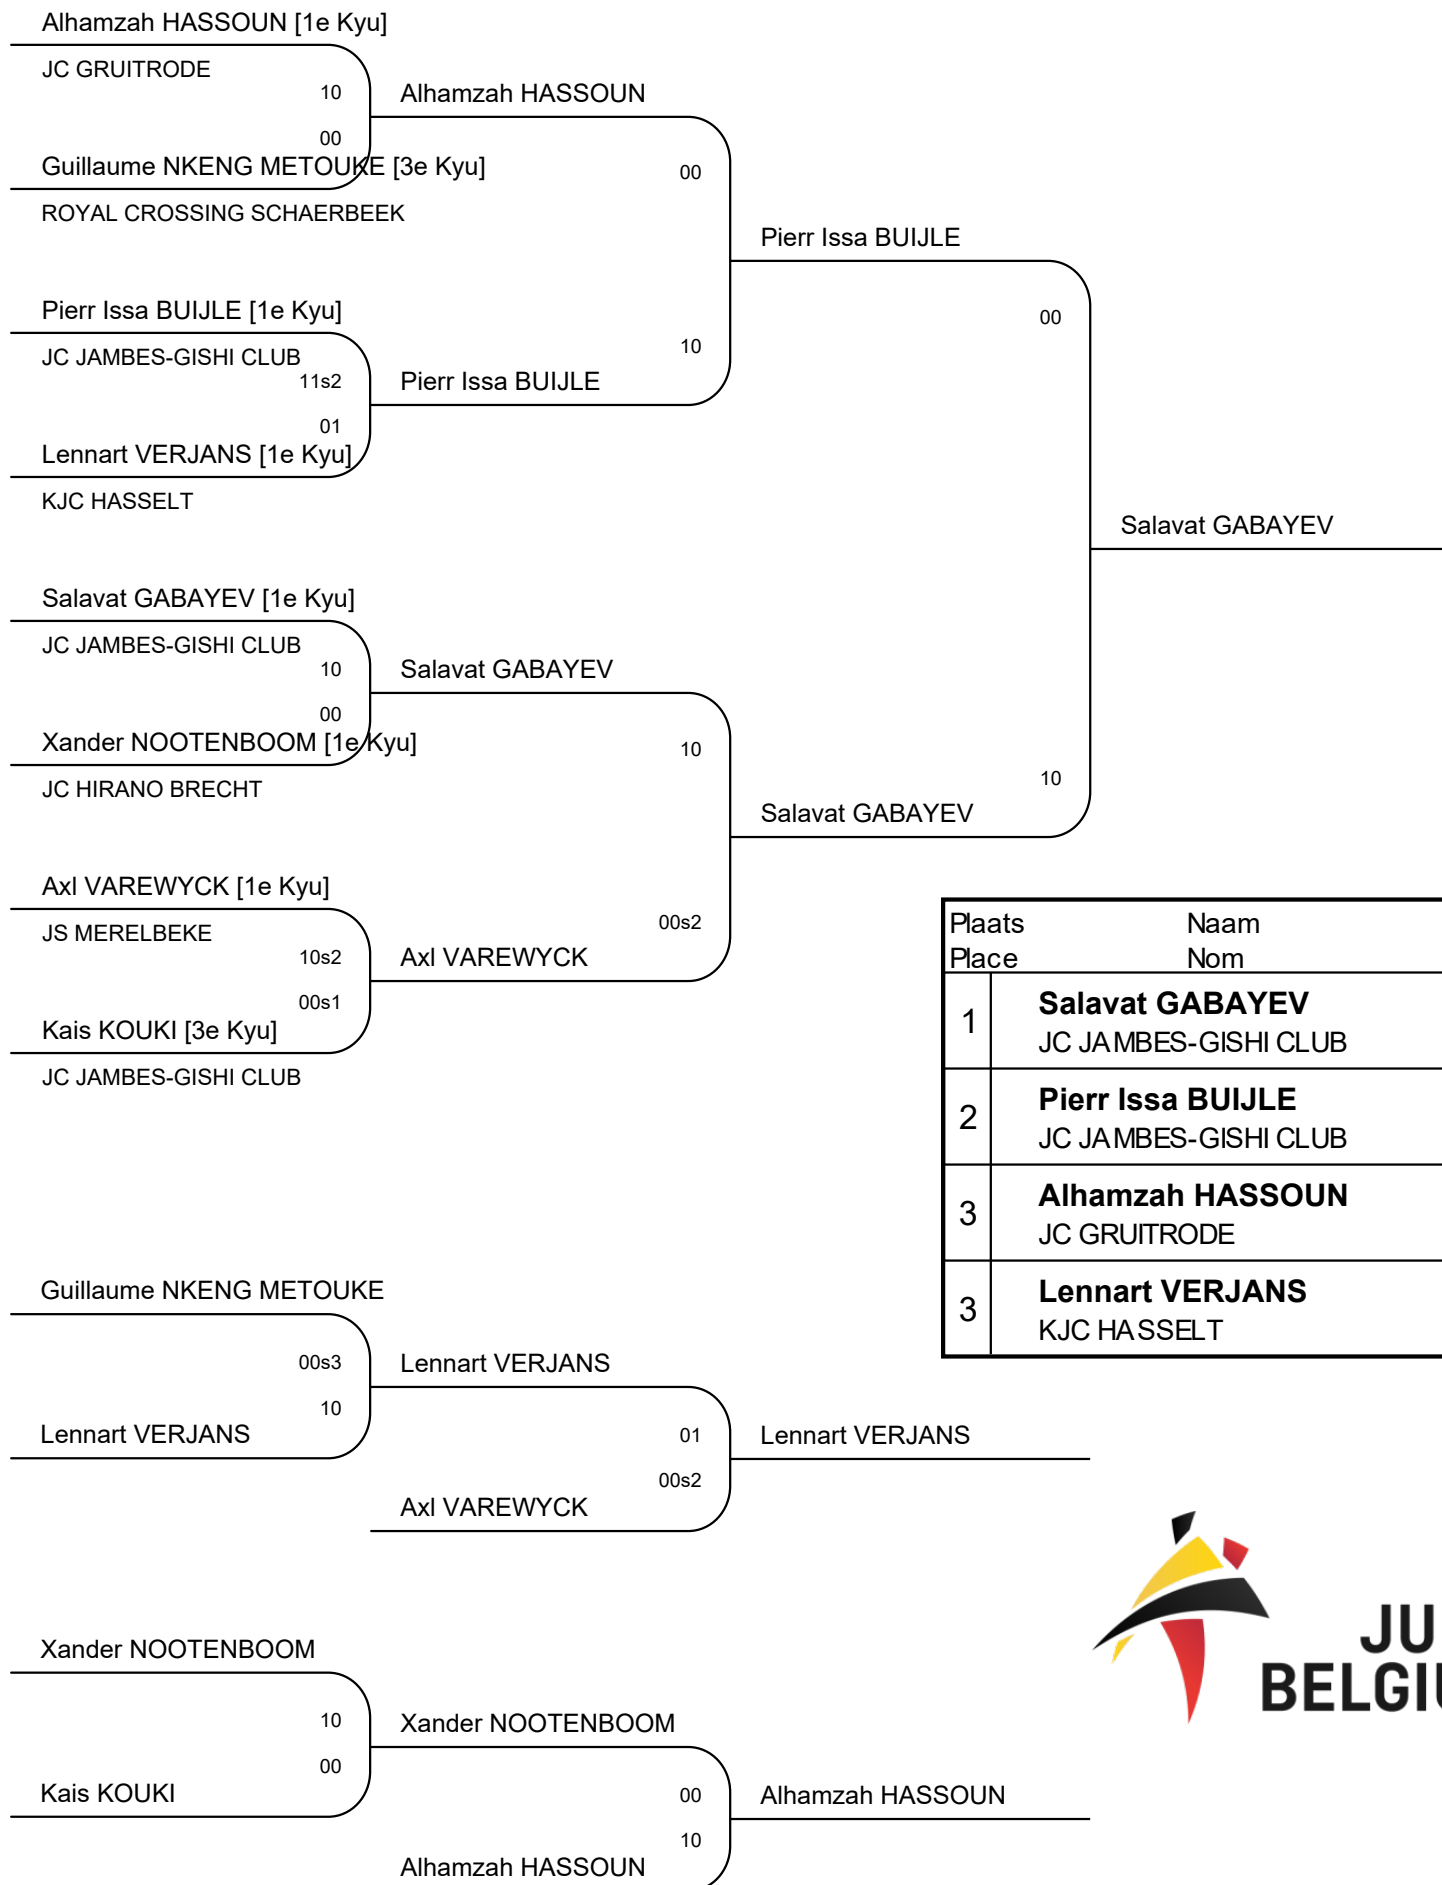 Alhamzah HASSOUN [1e Kyu]
JC GRUITRODE
10
Alhamzah HASSOUN
00
Guillaume NKENG METOUKE [3e Kyu]
00
ROYAL CROSSING SCHAERBEEK
Pierr Issa BUIJLE
Pierr Issa BUIJLE [1e Kyu]
00
JC JAMBES-GISHI CLUB
10
11s2
Pierr Issa BUIJLE
01
Lennart VERJANS [1e Kyu]
KJC HASSELT
Salavat GABAYEV
Salavat GABAYEV [1e Kyu]
JC JAMBES-GISHI CLUB
10
Salavat GABAYEV
00
Xander NOOTENBOOM [1e Kyu]
10
JC HIRANO BRECHT
10
Salavat GABAYEV
Axl VAREWYCK [1e Kyu]
JS MERELBEKE
00s2
10s2
Axl VAREWYCK
00s1
Kais KOUKI [3e Kyu]
JC JAMBES-GISHI CLUB
Plaats Naam
Place Nom
1 Salavat GABAYEV
JC JAMBES-GISHI CLUB
2 Pierr Issa BUIJLE
JC JAMBES-GISHI CLUB
3 Alhamzah HASSOUN
JC GRUITRODE
3 Lennart VERJANS
KJC HASSELT
Guillaume NKENG METOUKE
00s3
Lennart VERJANS
10
Lennart VERJANS
01
Lennart VERJANS
00s2
Axl VAREWYCK
Xander NOOTENBOOM
10
Xander NOOTENBOOM
00
Kais KOUKI
00
Alhamzah HASSOUN
10
Alhamzah HASSOUN
JU
BELGIU